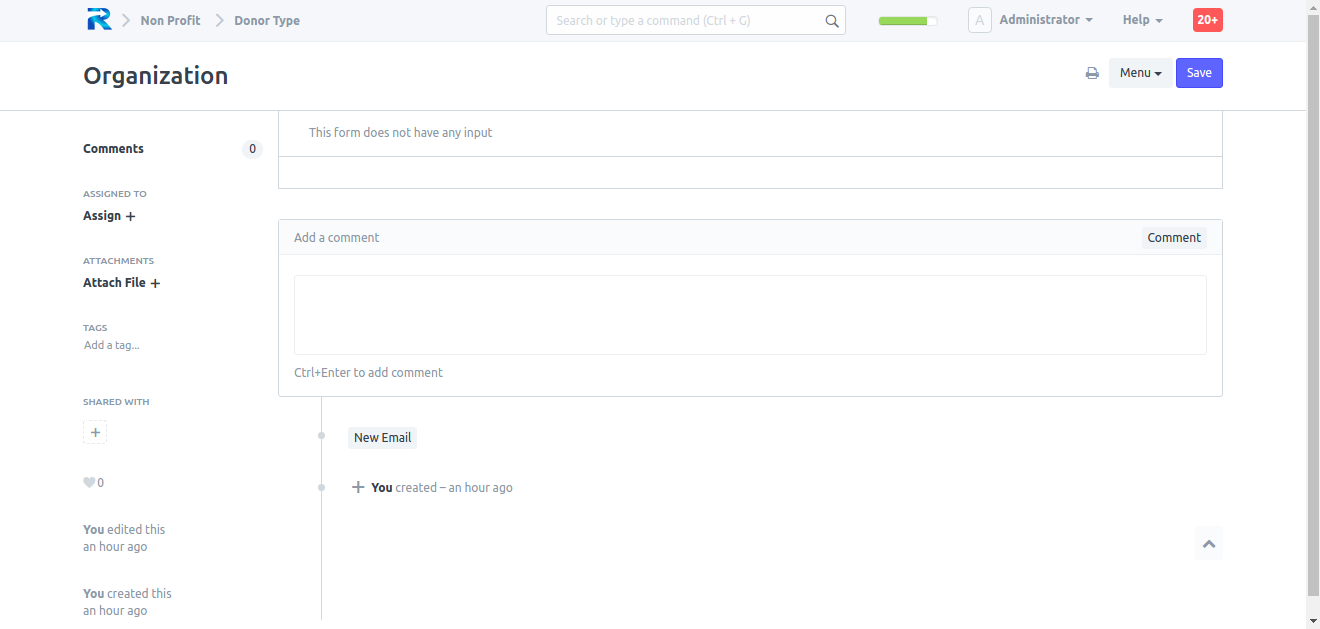 Non Profit
Donor Type
Search or type a command (Ctrl + G)
A
Administrator
Help
20+
Organization
Menu
Save
Comments
0
ASSIGNED TO
Assign +
ATTACHMENTS
Attach File +
TAGS
Add a tag...
SHARED WITH
+
0
You edited this
an hour ago
You created this
an hour ago
This form does not have any input
Add a comment
Comment
Ctrl+Enter to add comment
New Email
You created – an hour ago